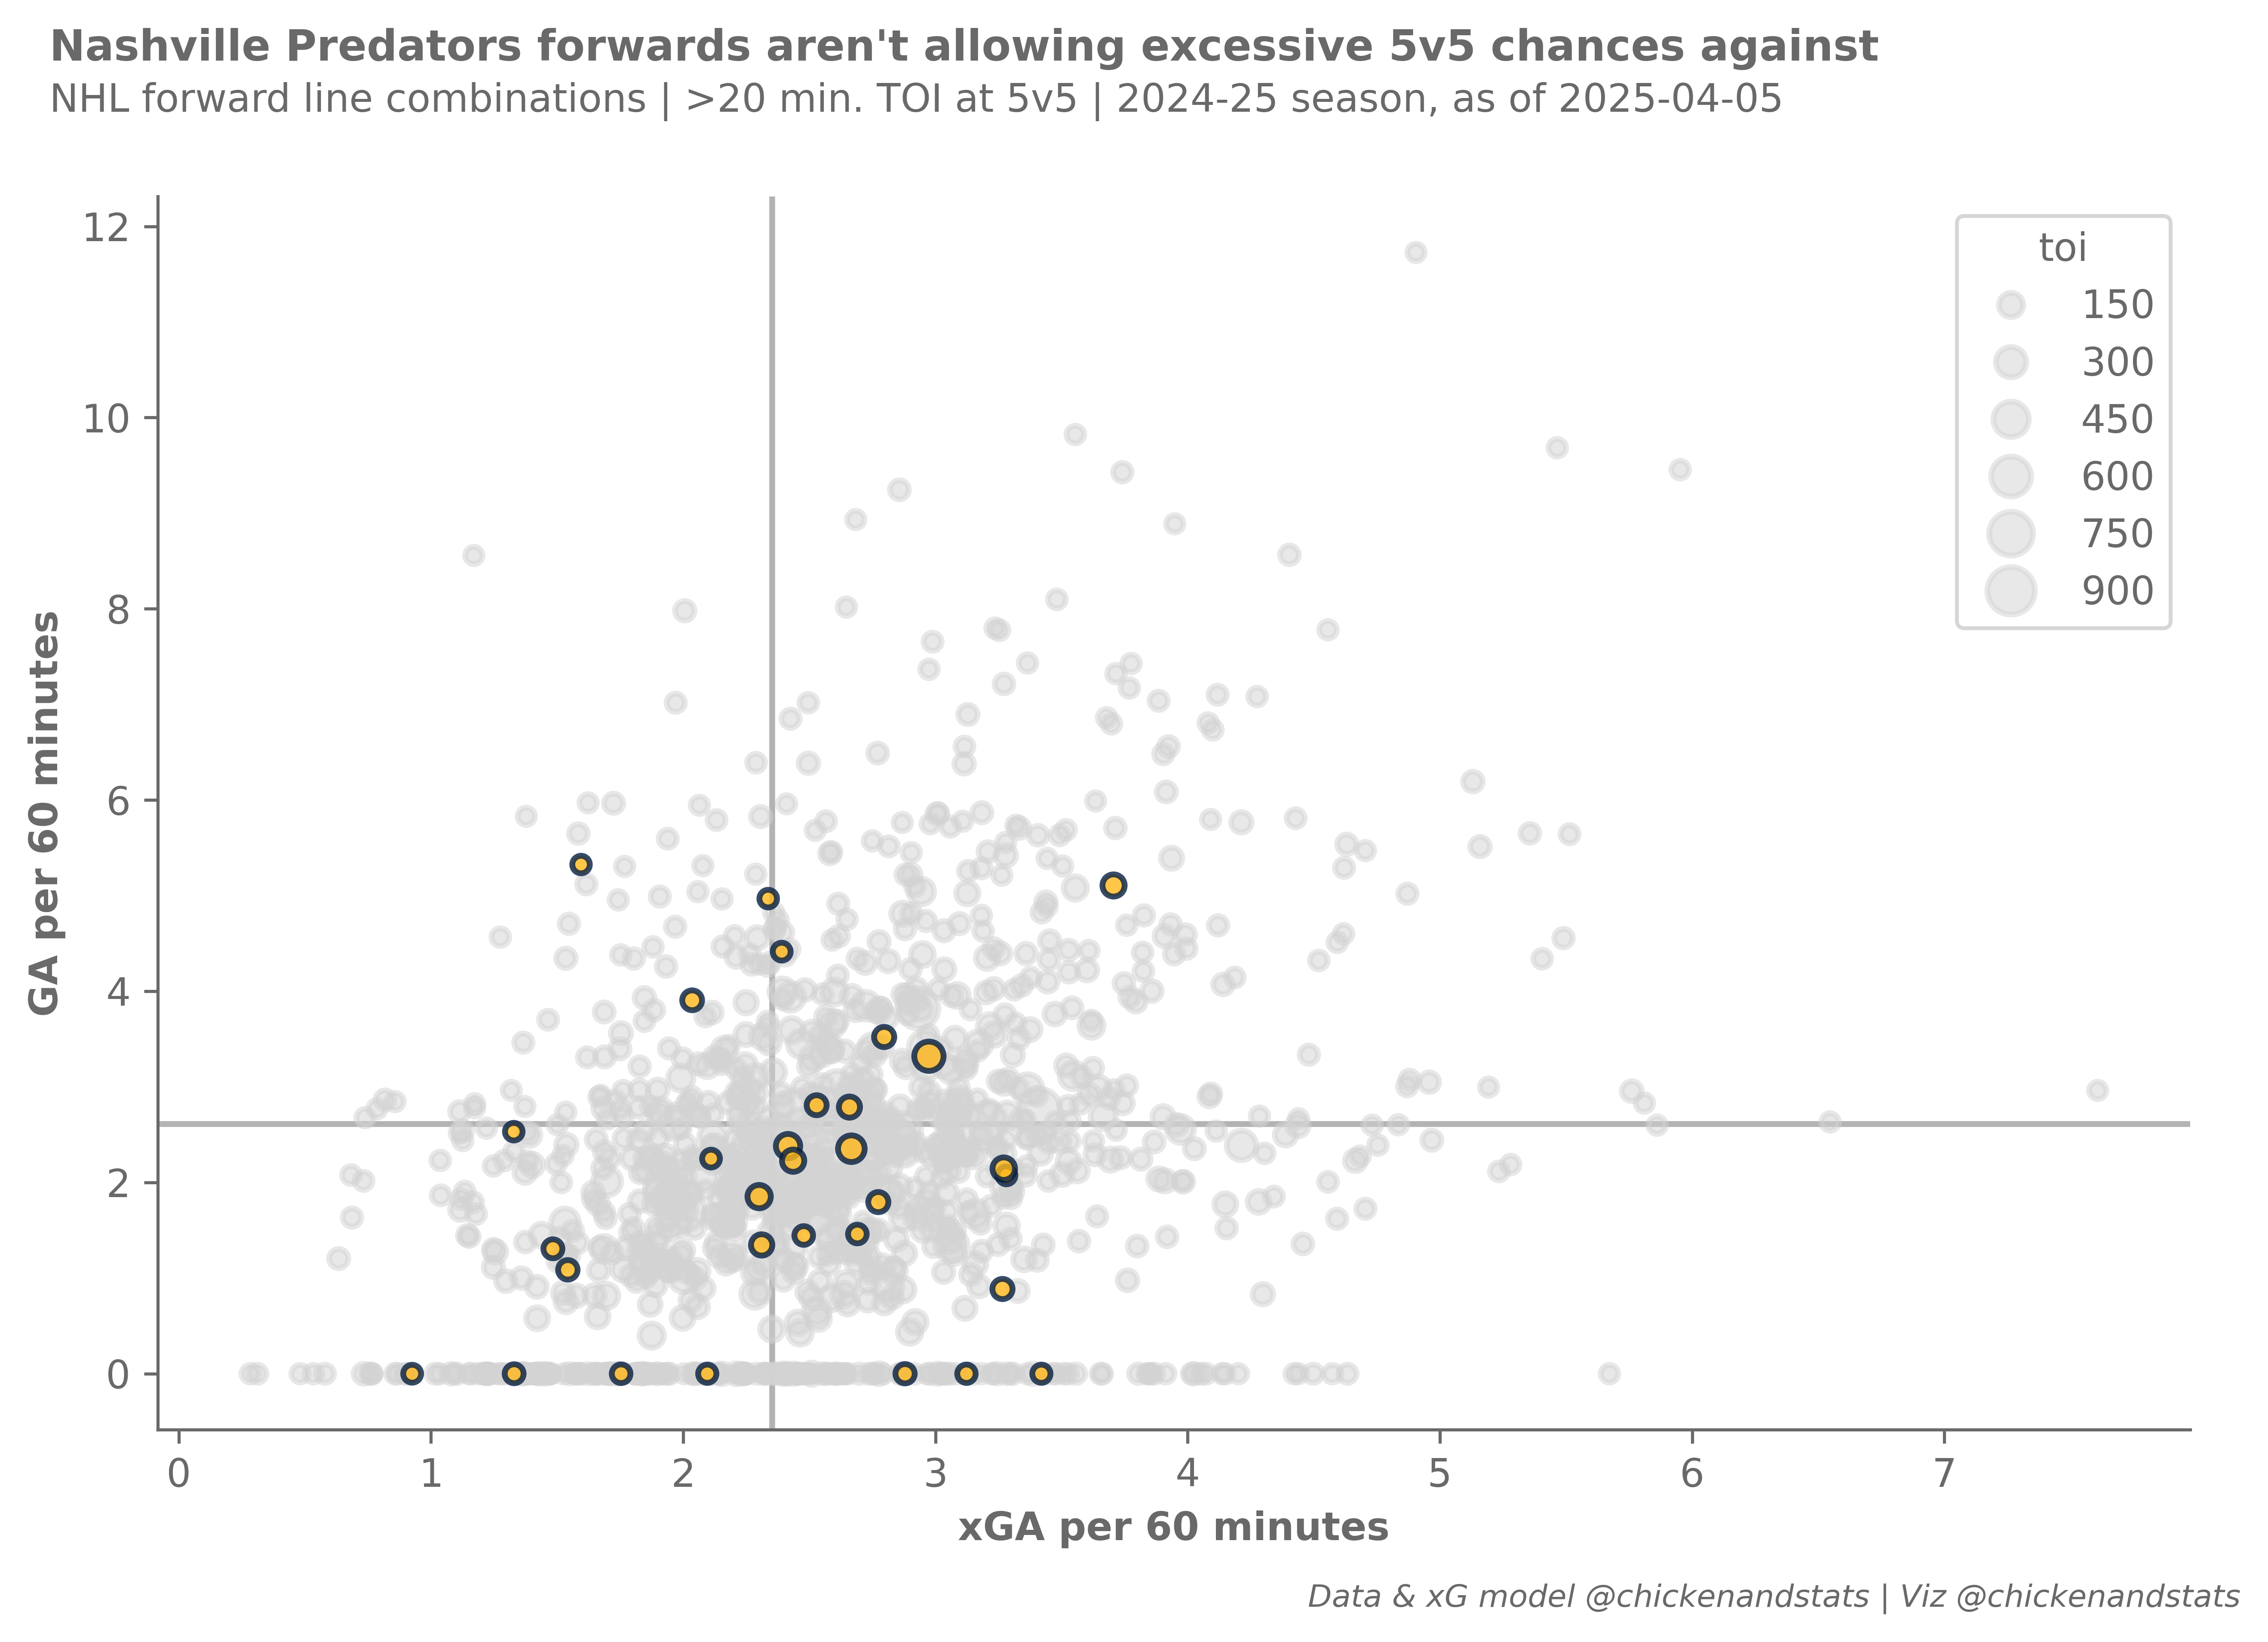 Nashville Predators forwards aren't allowing excessive 5v5 chances against
NHL forward line combinations | >20 min. TOI at 5v5 | 2024-25 season, as of 2025-04-05
toi
150
300
450
600
750
900
GA per 60 minutes
12
10
8
6
4
2
0
0 1 2 3 4 5 6 7
xGA per 60 minutes
Data & xG model @chickenandstats | Viz @chickenandstats